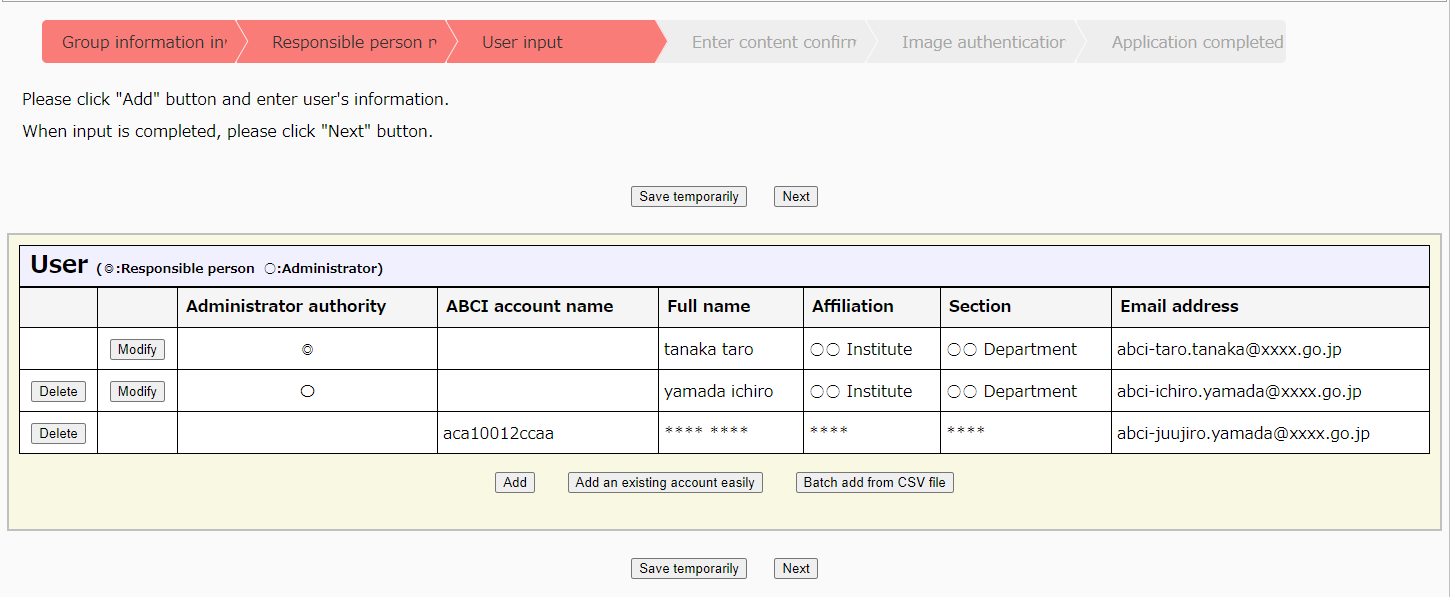 Group information in
Responsible person
User input
Enter content confirm
Image authentication
Application completed
Please click "Add" button and enter user's information.
When input is completed, please click "Next" button.
Save temporarily Next
User (◎:Responsible person ○:Administrator)
Administrator authority ABCI account name Full name Affiliation Section Email address
Modify ◎ tanaka taro ○○ Institute ○○ Department abci-taro.tanaka@xxxx.go.jp
Delete Modify ○ yamada ichiro ○○ Institute ○○ Department abci-ichiro.yamada@xxxx.go.jp
Delete aca10012ccaa **** **** **** **** abci-juujiro.yamada@xxxx.go.jp
Add Add an existing account easily Batch add from CSV file
Save temporarily Next